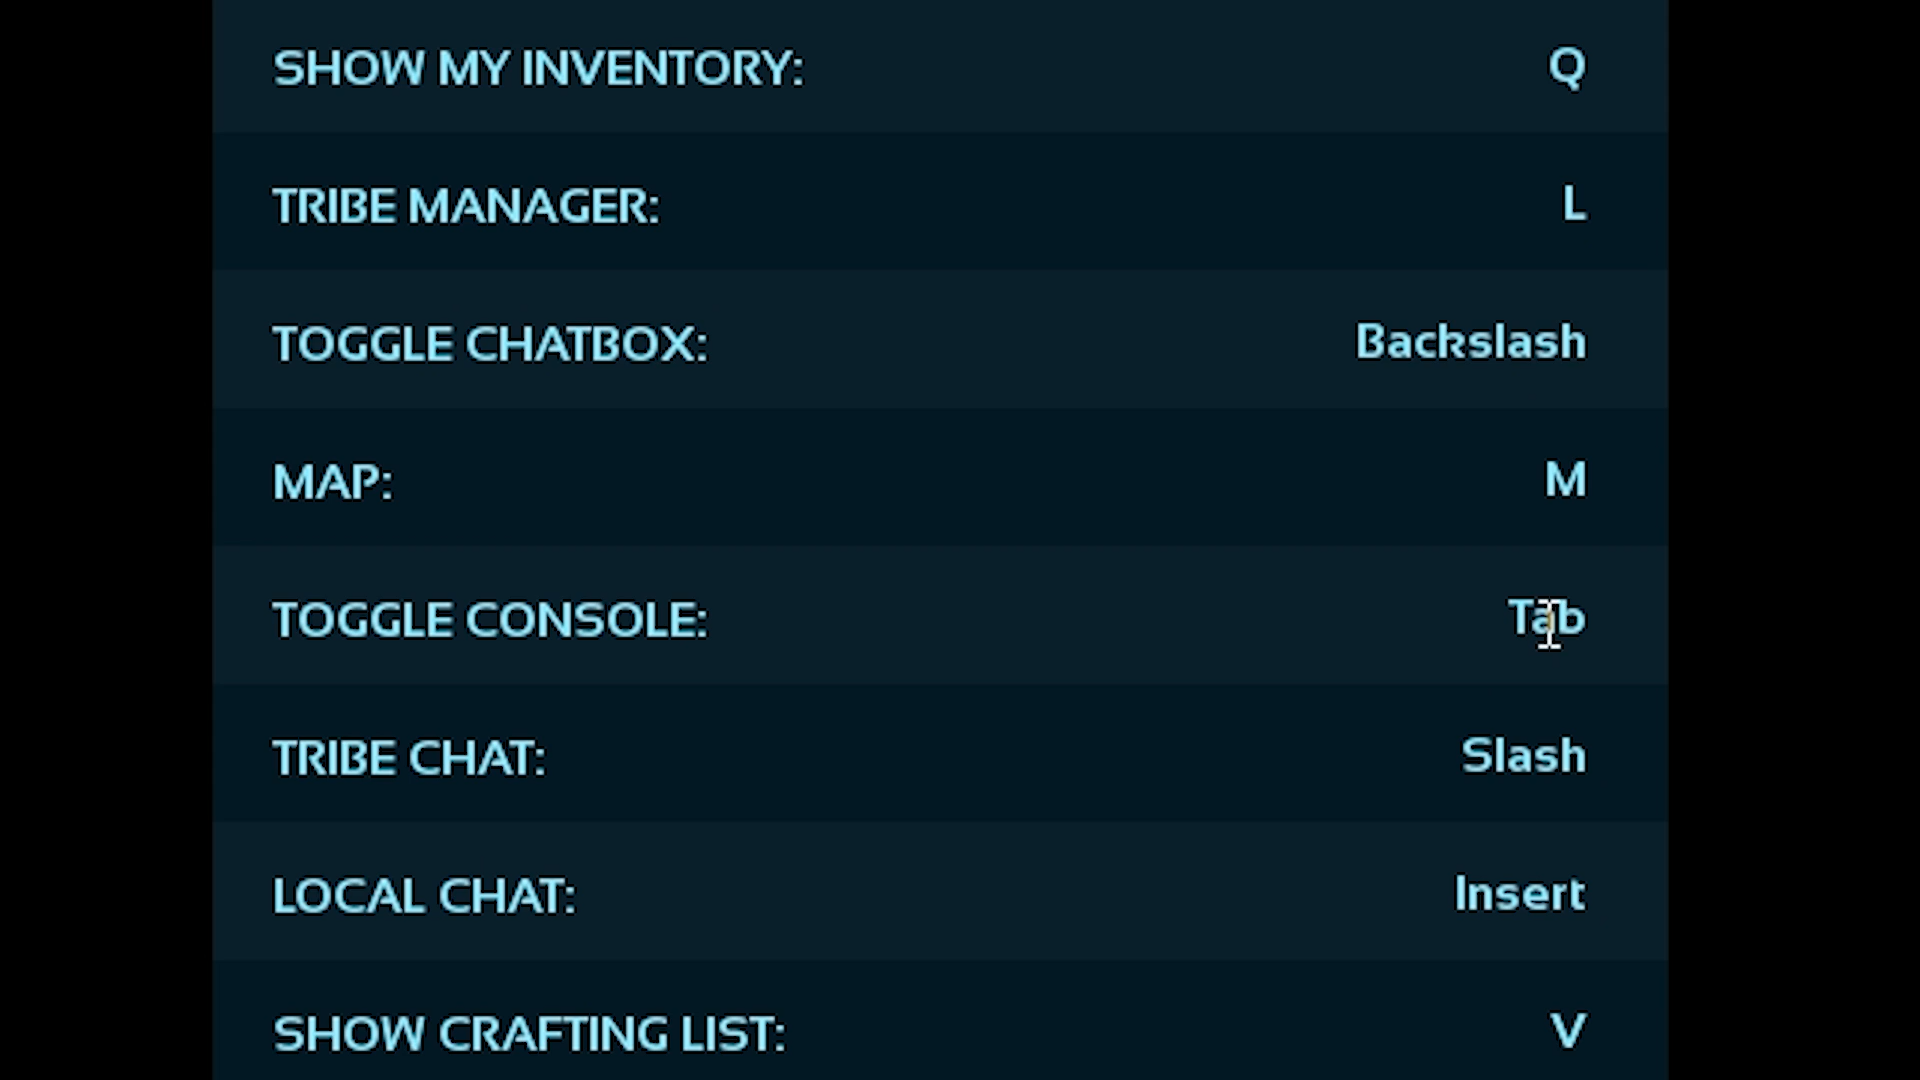 SHOW MY INVENTORY: Q
TRIBE MANAGER: L
TOGGLE CHATBOX: Backslash
MAP: M
TOGGLE CONSOLE: Tab
TRIBE CHAT: Slash
LOCAL CHAT: Insert
SHOW CRAFTING LIST: V